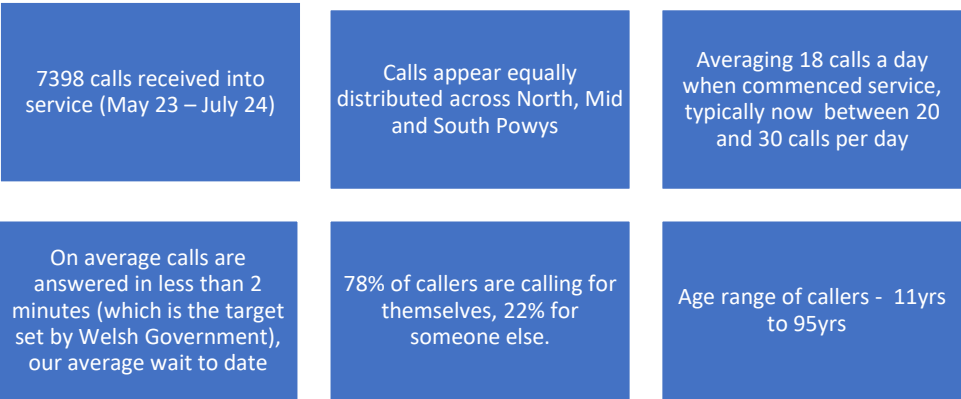 7398 calls received into
service (May 23 – July 24)
Calls appear equally
distributed across North, Mid
and South Powys
Averaging 18 calls a day
when commenced service,
typically now between 20
and 30 calls per day
On average calls are
answered in less than 2
minutes (which is the target
set by Welsh Government),
our average wait to date
78% of callers are calling for
themselves, 22% for
someone else.
Age range of callers - 11yrs
to 95yrs